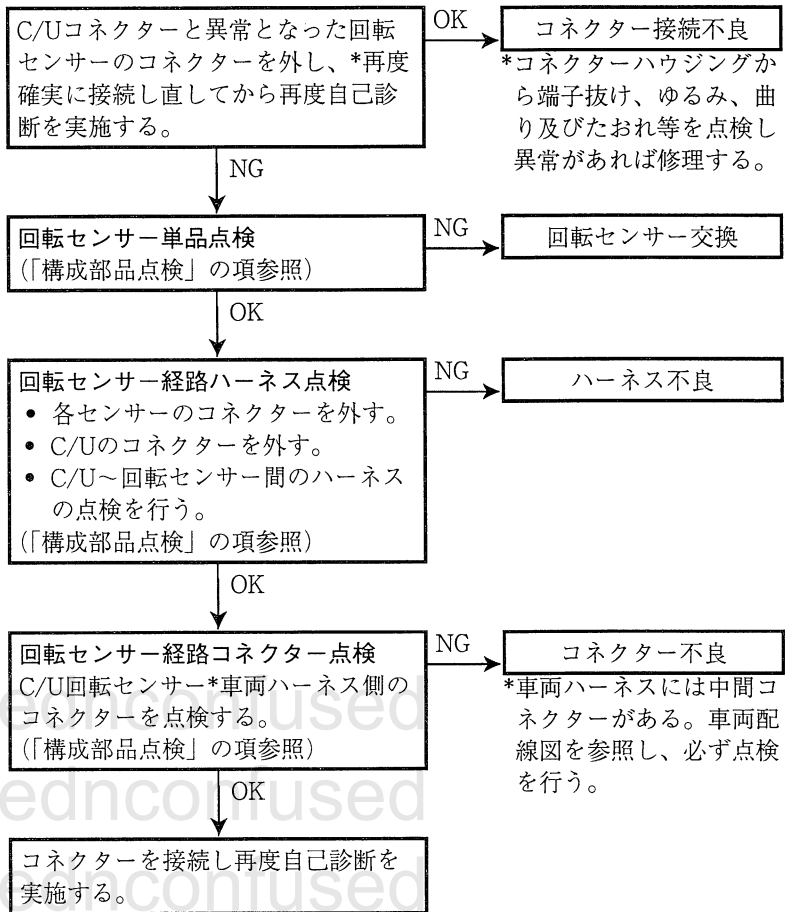 C/Uコネクターと異常となった回転
センサーのコネクターを外し、*再度
確実に接続し直してから再度自己診
断を実施する。
OK
コネクター接続不良
*コネクターハウジングか
ら端子抜け、ゆるみ、曲
り及びたおれ等を点検し
異常があれば修理する。
NG
回転センサー単品点検
(「構成部品点検」の項参照)
NG
回転センサー交換
OK
回転センサー経路ハーネス点検
• 各センサーのコネクターを外す。
• C/Uのコネクターを外す。
• C/U〜回転センサー間のハーネス
の点検を行う。
(「構成部品点検」の項参照)
NG
ハーネス不良
OK
回転センサー経路コネクター点検
C/U回転センサー*車両ハーネス側の
コネクターを点検する。
(「構成部品点検」の項参照)
NG
コネクター不良
*車両ハーネスには中間コ
ネクターがある。車両配
線図を参照し、必ず点検
を行う。
OK
コネクターを接続し再度自己診断を
実施する。
ednconfused
ednconfused
ednconfused